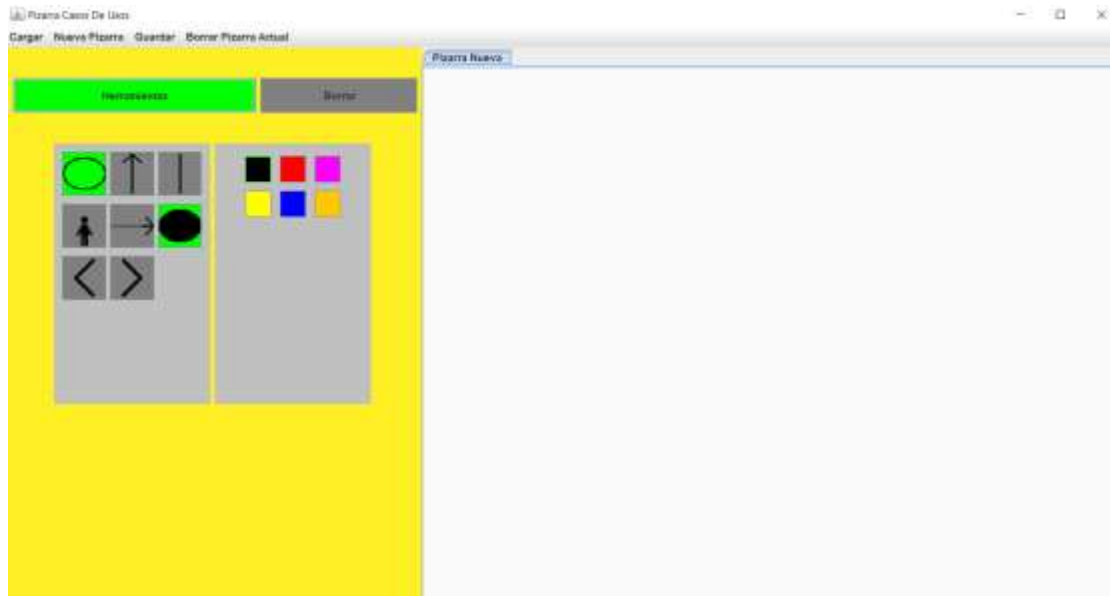 Pizarra Casos De Usos
Cargar Nueva Pizarra Guardar Borrar Pizarra Actual
Pizarra Nueva
Herramientas Borrar